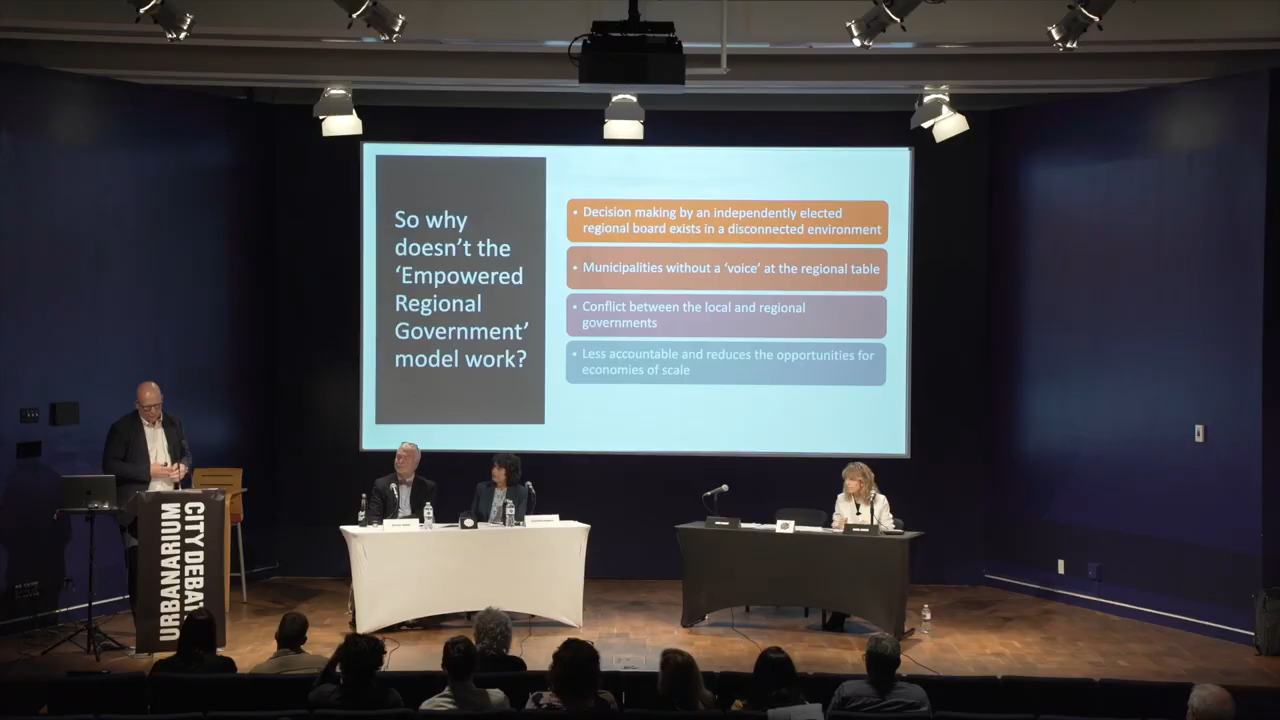 So why
doesn't the
'Empowered
Regional
Government'
model work?
• Decision making by an independently elected
regional board exists in a disconnected environment
• Municipalities without a 'voice' at the regional table
• Conflict between the local and regional
governments
• Less accountable and reduces the opportunities for
economies of scale
CITY DEBA
URBANARIUM